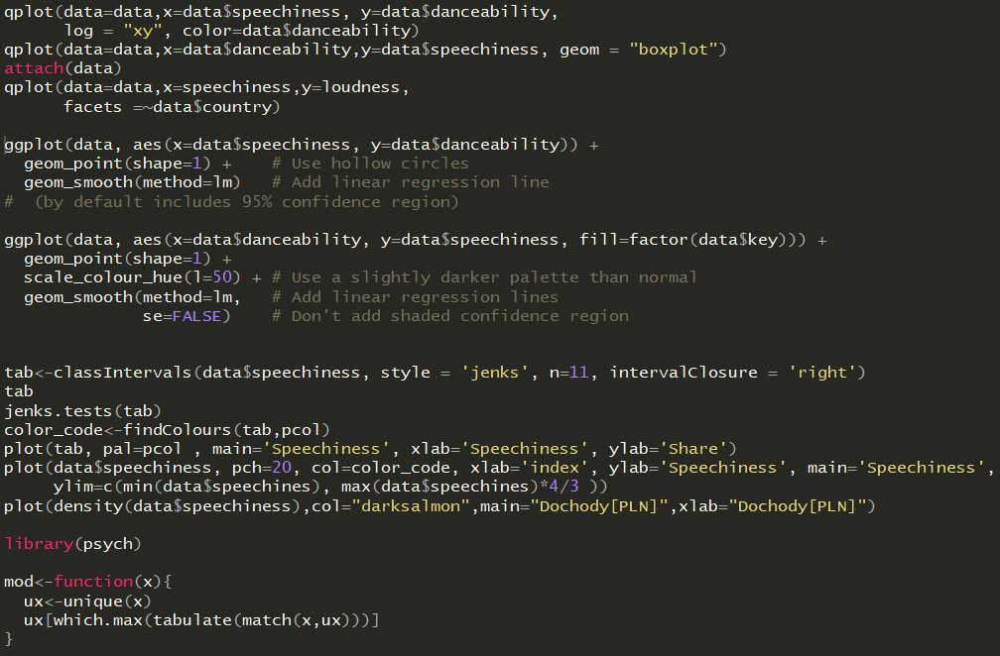 qplot(data=data,x=data$speechiness, y=data$danceability,
      log = "xy", color=data$danceability)
qplot(data=data,x=data$danceability,y=data$speechiness, geom = "boxplot")
attach(data)
qplot(data=data,x=speechiness,y=loudness,
      facets =~data$country)

ggplot(data, aes(x=data$speechiness, y=data$danceability)) +
  geom_point(shape=1) +    # Use hollow circles
  geom_smooth(method=lm)   # Add linear regression line
#  (by default includes 95% confidence region)

ggplot(data, aes(x=data$danceability, y=data$speechiness, fill=factor(data$key))) +
  geom_point(shape=1) +
  scale_colour_hue(l=50) + # Use a slightly darker palette than normal
  geom_smooth(method=lm,   # Add linear regression lines
              se=FALSE)    # Don't add shaded confidence region

tab<-classIntervals(data$speechiness, style = 'jenks', n=11, intervalClosure = 'right')
tab
jenks.tests(tab)
color_code<-findColours(tab,pcol)
plot(tab, pal=pcol , main='Speechiness', xlab='Speechiness', ylab='Share')
plot(data$speechiness, pch=20, col=color_code, xlab='index', ylab='Speechiness', main='Speechiness',
     ylim=c(min(data$speechines), max(data$speechines)*4/3 ))
plot(density(data$speechiness),col="darksalmon",main="Dochody[PLN]",xlab="Dochody[PLN]")

library(psych)

mod<-function(x){
  ux<-unique(x)
  ux[which.max(tabulate(match(x,ux)))]
}